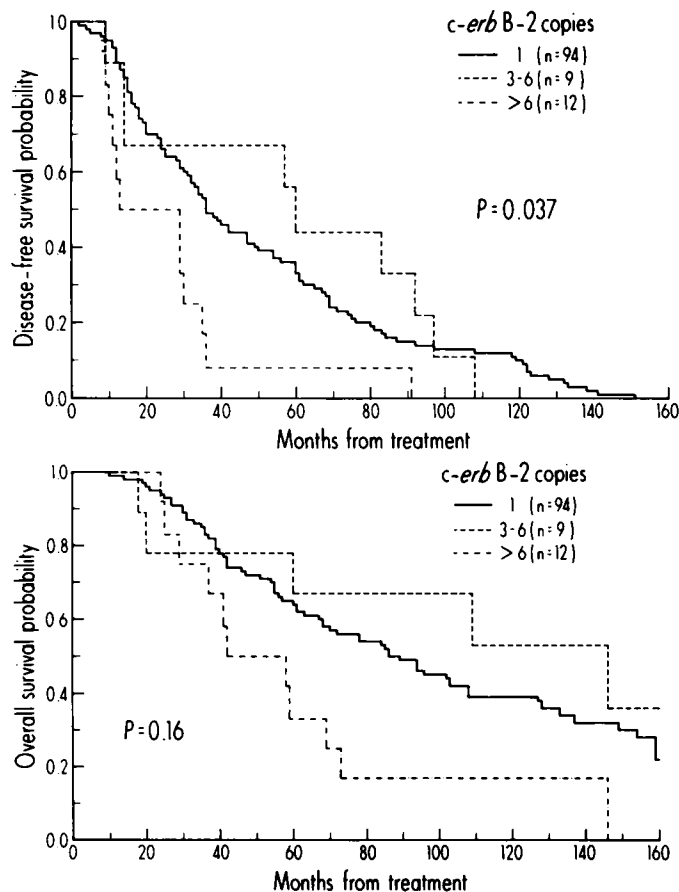 c-erb B-2 copies
1 (n=94)
3-6 (n=9)
>6 (n=12)
Disease-free survival probability
1.0
0.8
0.6
0.4
0.2
0.0
P=0.037
0 20 40 60 80 100 120 140 160
Months from treatment
c-erb B-2 copies
1 (n=94)
3-6 (n=9)
>6 (n=12)
Overall survival probability
1.0
0.8
0.6
0.4
0.2
0.0
P=0.16
0 20 40 60 80 100 120 140 160
Months from treatment